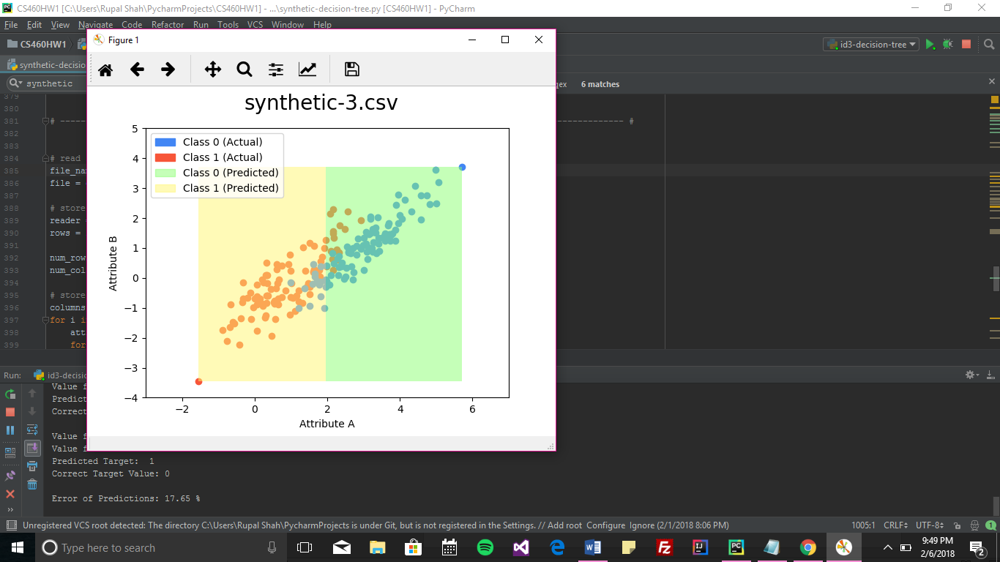 CS460HW1 [C:\Users\Rupal Shah\PycharmProjects\CS460HW1] - ...\synthetic-decision-tree.py [CS460HW1] - PyCharm
File Edit View Navigate Code Refactor Run Tools VCS Window Help
CS460HW1
id3-decision-tree
synthetic-decisio
synthetic
gex
6 matches
Figure 1
synthetic-3.csv
Class 0 (Actual)
Class 1 (Actual)
Class 0 (Predicted)
Class 1 (Predicted)
5
4
3
2
1
0
−1
−2
−3
−4
−2 0 2 4 6
Attribute A
Attribute B
379
380
381 # ----- ----- #
382
383
384 # read
385 file_nam
386 file =
387
388 # store
389 reader
390 rows =
391
392 num_row
393 num_col
394
395 # store
396 columns
397 for i i
398 att
399 for
Run: id3-decisio
Value f
Predict
Correct
Value f
Value f
Predicted Target: 1
Correct Target Value: 0
Error of Predictions: 17.65 %
Unregistered VCS root detected: The directory C:\Users\Rupal Shah\PycharmProjects is under Git, but is not registered in the Settings. // Add root Configure Ignore (2/1/2018 8:06 PM)
1005:1 CRLF UTF-8 1
Type here to search
9:49 PM
2/6/2018
2